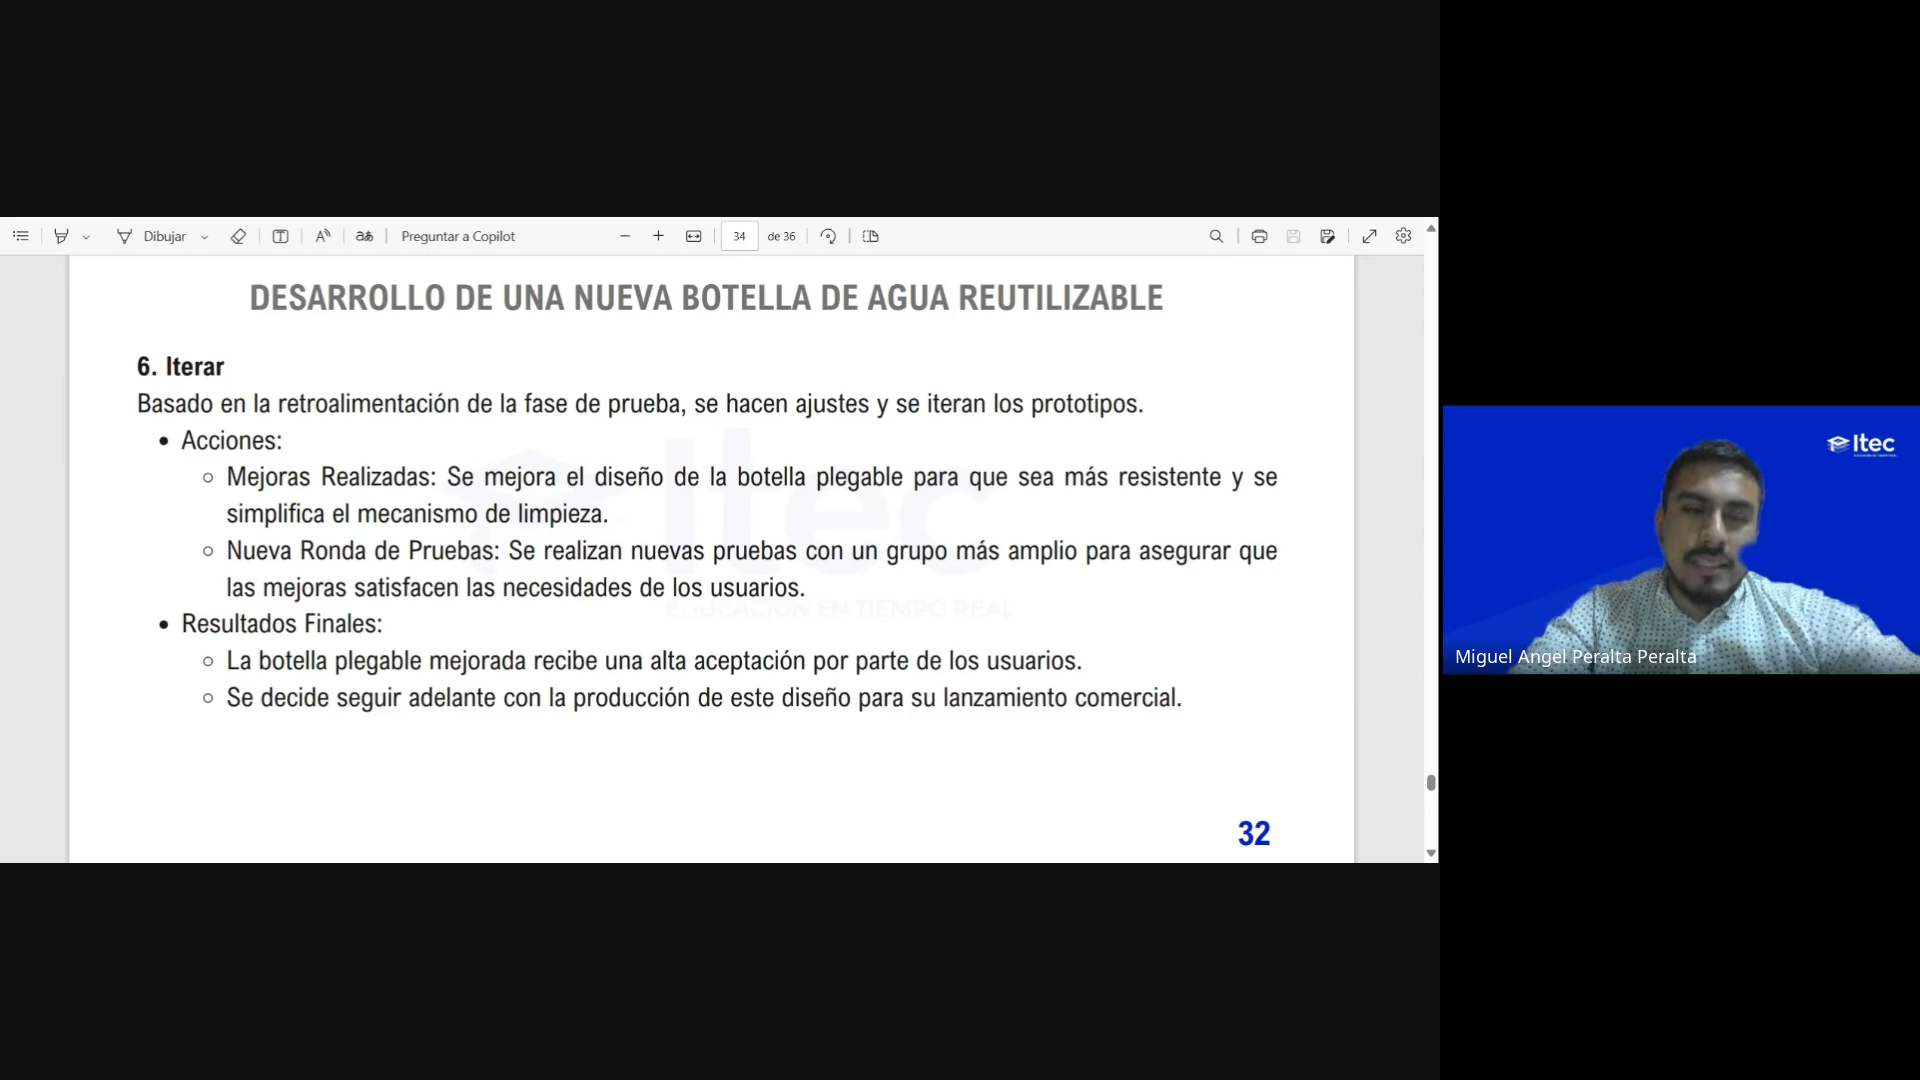 Dibujar
Preguntar a Copilot
34 de 36
DESARROLLO DE UNA NUEVA BOTELLA DE AGUA REUTILIZABLE
6. Iterar
Basado en la retroalimentación de la fase de prueba, se hacen ajustes y se iteran los prototipos.
• Acciones:
○ Mejoras Realizadas: Se mejora el diseño de la botella plegable para que sea más resistente y se
simplifica el mecanismo de limpieza.
○ Nueva Ronda de Pruebas: Se realizan nuevas pruebas con un grupo más amplio para asegurar que
las mejoras satisfacen las necesidades de los usuarios.
• Resultados Finales:
○ La botella plegable mejorada recibe una alta aceptación por parte de los usuarios.
○ Se decide seguir adelante con la producción de este diseño para su lanzamiento comercial.
Itec
EDUCACIÓN EN TIEMPO REAL
32
Itec
Miguel Angel Peralta Peralta